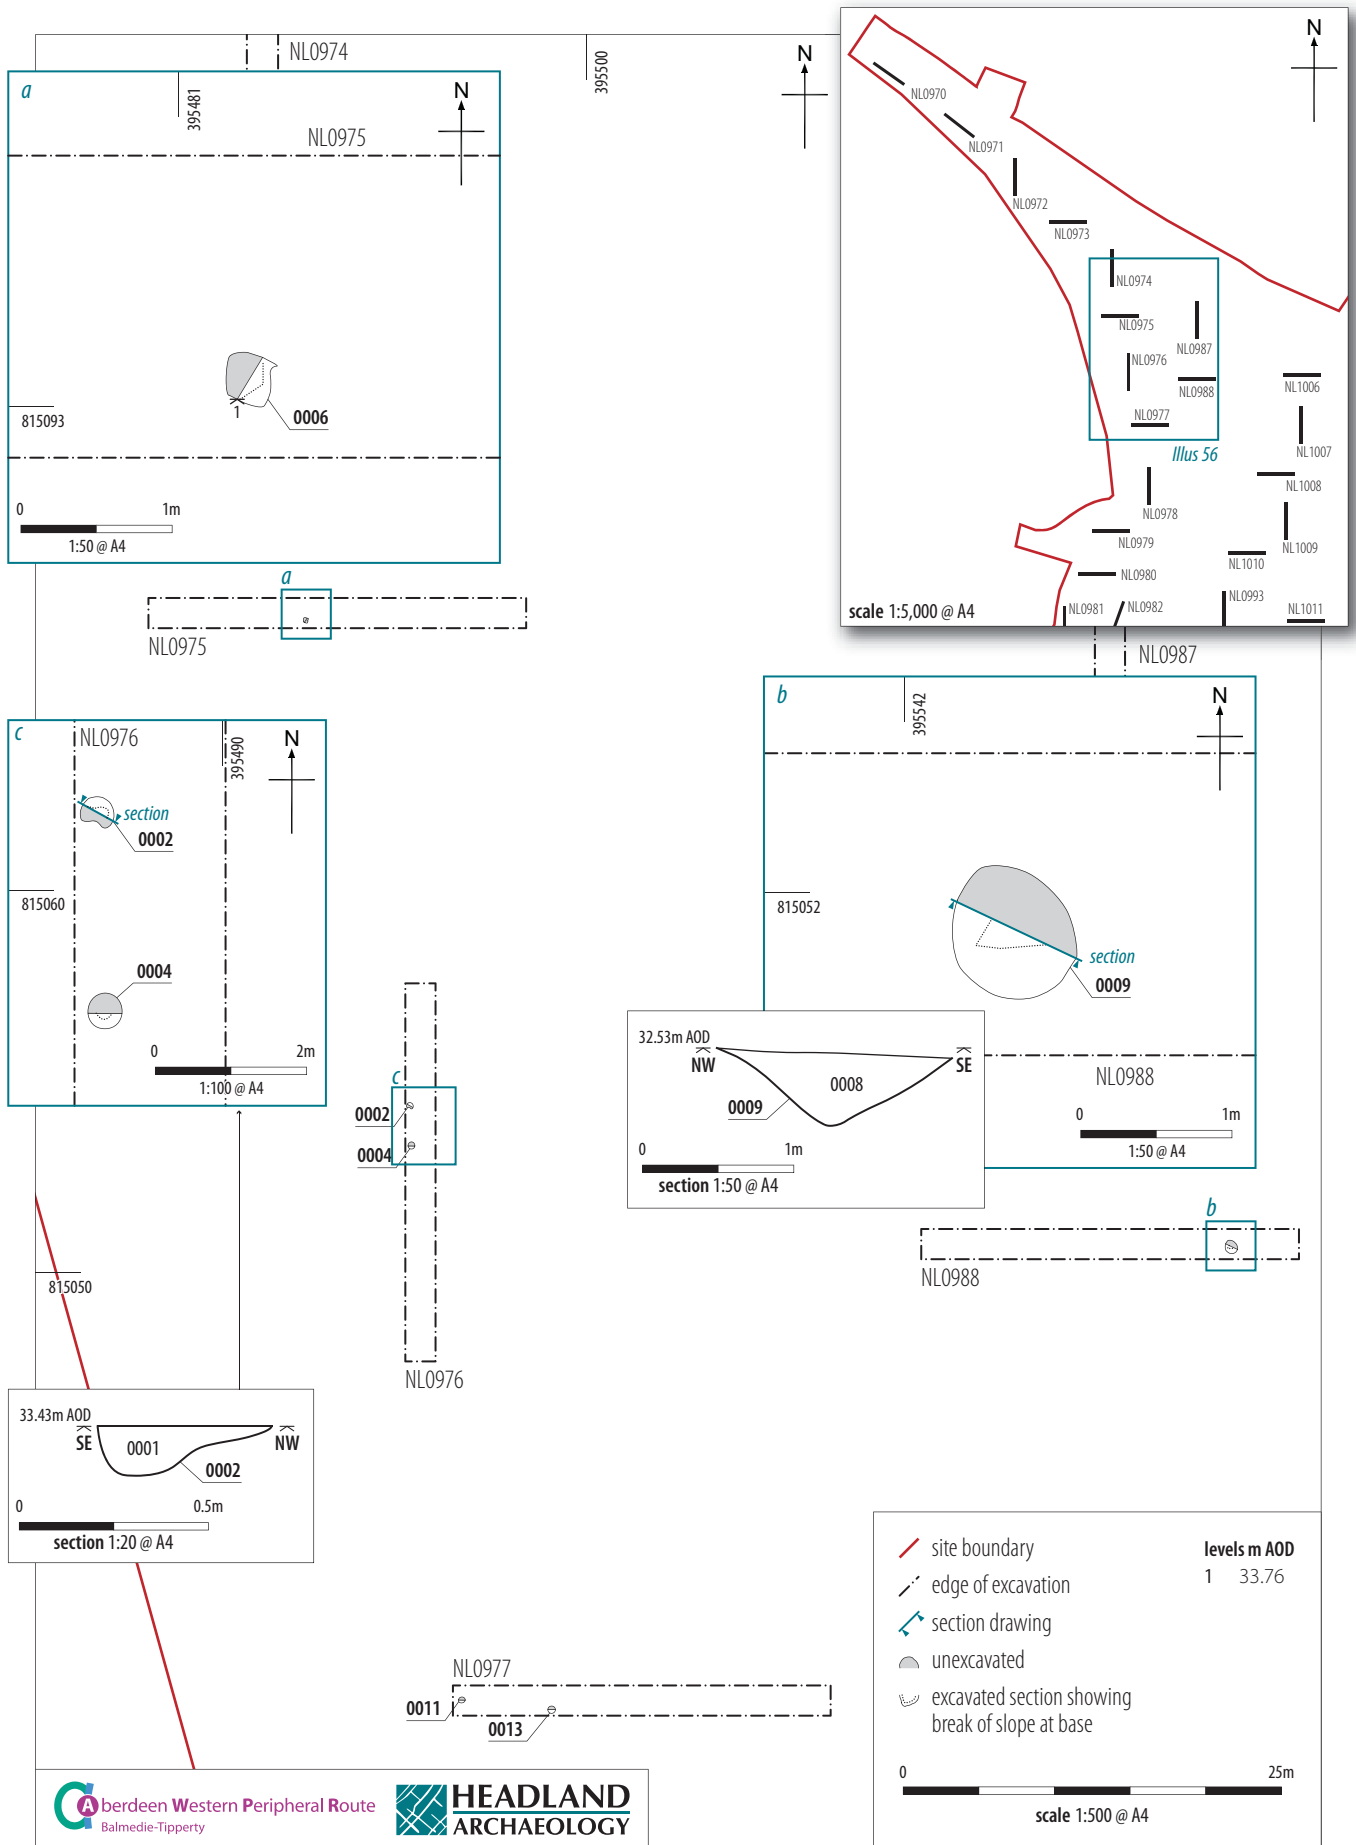 NL0974
395500
N
a
395481
N
NL0975
815093
1
0006
0 1m
1:50 @ A4
a
NL0975
N
NL0970
NL0971
NL0972
NL0973
NL0974
NL0975
NL0987
NL0976
NL0988
NL0977
Illus 56
NL1006
NL1007
NL1008
NL0978
NL0979
NL1009
NL1010
NL0980
NL0981
NL0982
NL0993
NL1011
scale 1:5,000 @ A4
NL0987
c
NL0976
395490
N
section
0002
815060
0004
0 2m
1:100 @ A4
c
0002
0004
NL0976
b
395542
N
815052
section
0009
NL0988
0 1m
1:50 @ A4
32.53m AOD
NW
SE
0008
0009
0 1m
section 1:50 @ A4
b
NL0988
815050
33.43m AOD
SE
NW
0001
0002
0 0.5m
section 1:20 @ A4
NL0977
0011
0013
site boundary
edge of excavation
section drawing
unexcavated
excavated section showing
break of slope at base
levels m AOD
1 33.76
0 25m
scale 1:500 @ A4
Aberdeen Western Peripheral Route
Balmedie-Tipperty
HEADLAND
ARCHAEOLOGY